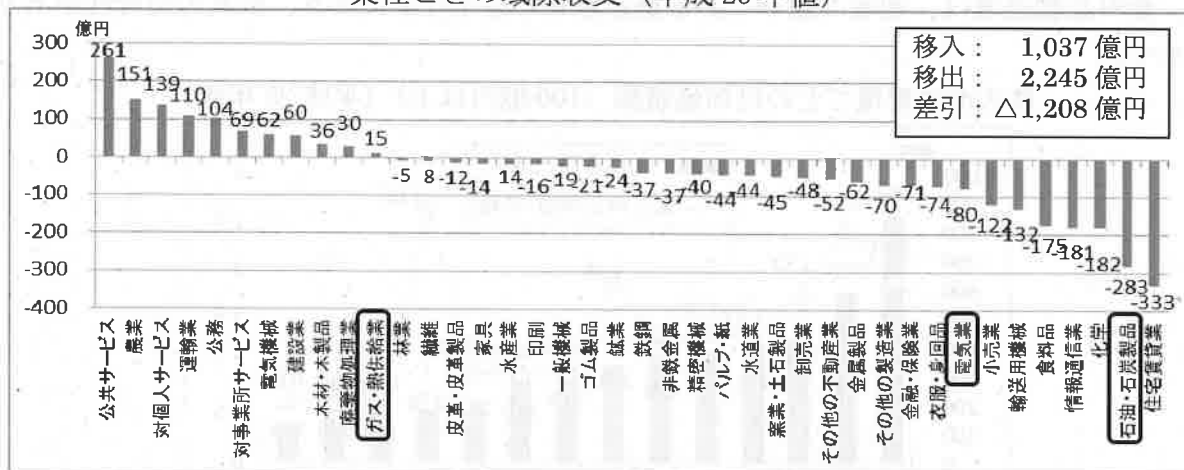 億円
移入： 1,037 億円
移出： 2,245 億円
差引：△1,208 億円
300
200
100
0
-100
-200
-300
-400
261
151
139
110
104
69
62
60
36
30
15
-5
8
-12
-14
14
-16
-19
-21
-24
-37
-37
-40
-44
-44
-45
-48
-52
-62
-70
-71
-74
-80
-122
-132
-175
-181
-182
-283
-333
公共サービス
農業
対個人サービス
運輸業
公務
対事業所サービス
電気機械
建設業
木材・木製品
廃棄物処理業
ガス・熱供給業
林業
繊維
皮革・皮革製品
家具
水産業
印刷
一般機械
ゴム製品
鉱業
鉄鋼
非鉄金属
精密機械
パルプ・紙
水道業
窯業・土石製品
卸売業
その他の不動産業
金属製品
その他の製造業
金融・保険業
衣服・身回品
電気業
小売業
輸送用機械
食料品
情報通信業
化学
石油・石炭製品
住宅賃貸業